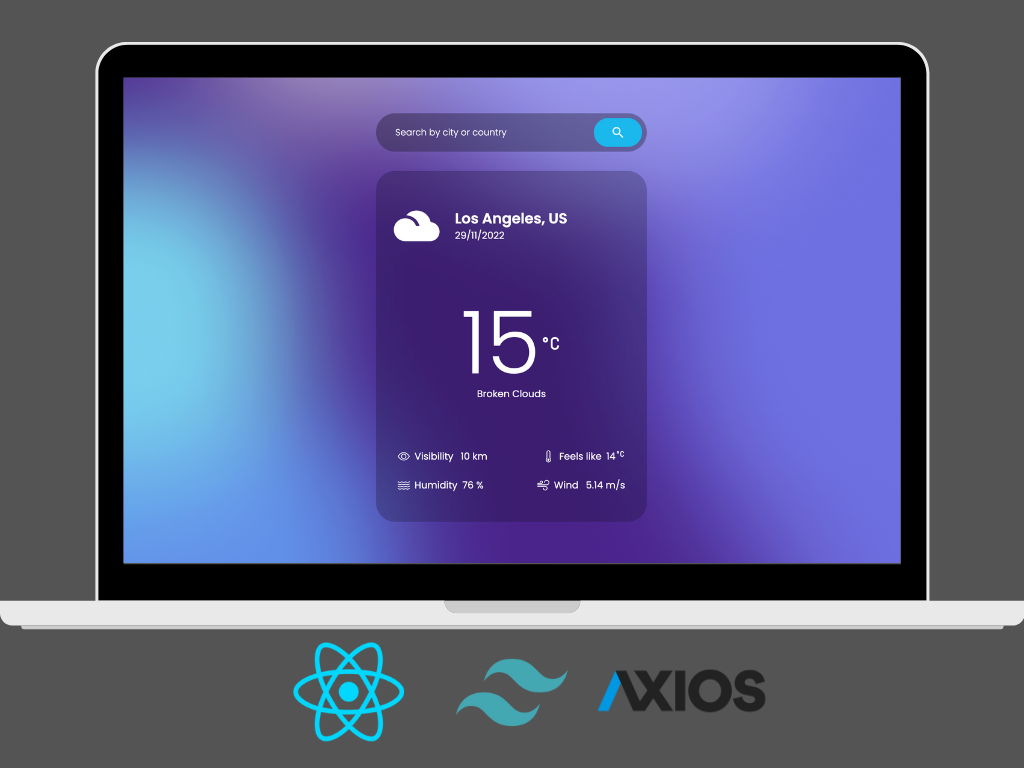 Search by city or country
Los Angeles, US
29/11/2022
15 °C
Broken Clouds
Visibility 10 km
Feels like 14°C
Humidity 76 %
Wind 5.14 m/s
AXIOS